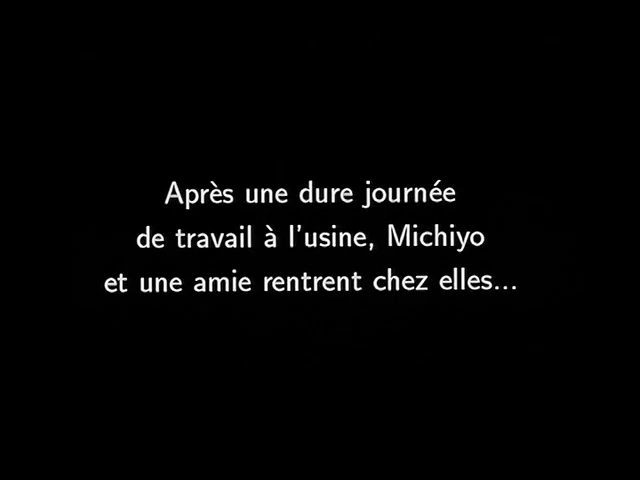 Après une dure journée
de travail à l'usine, Michiyo
et une amie rentrent chez elles...